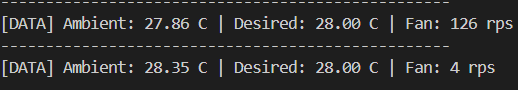 --------------------------------------------------
[DATA] Ambient: 27.86 C | Desired: 28.00 C | Fan: 126 rps
--------------------------------------------------
[DATA] Ambient: 28.35 C | Desired: 28.00 C | Fan: 4 rps